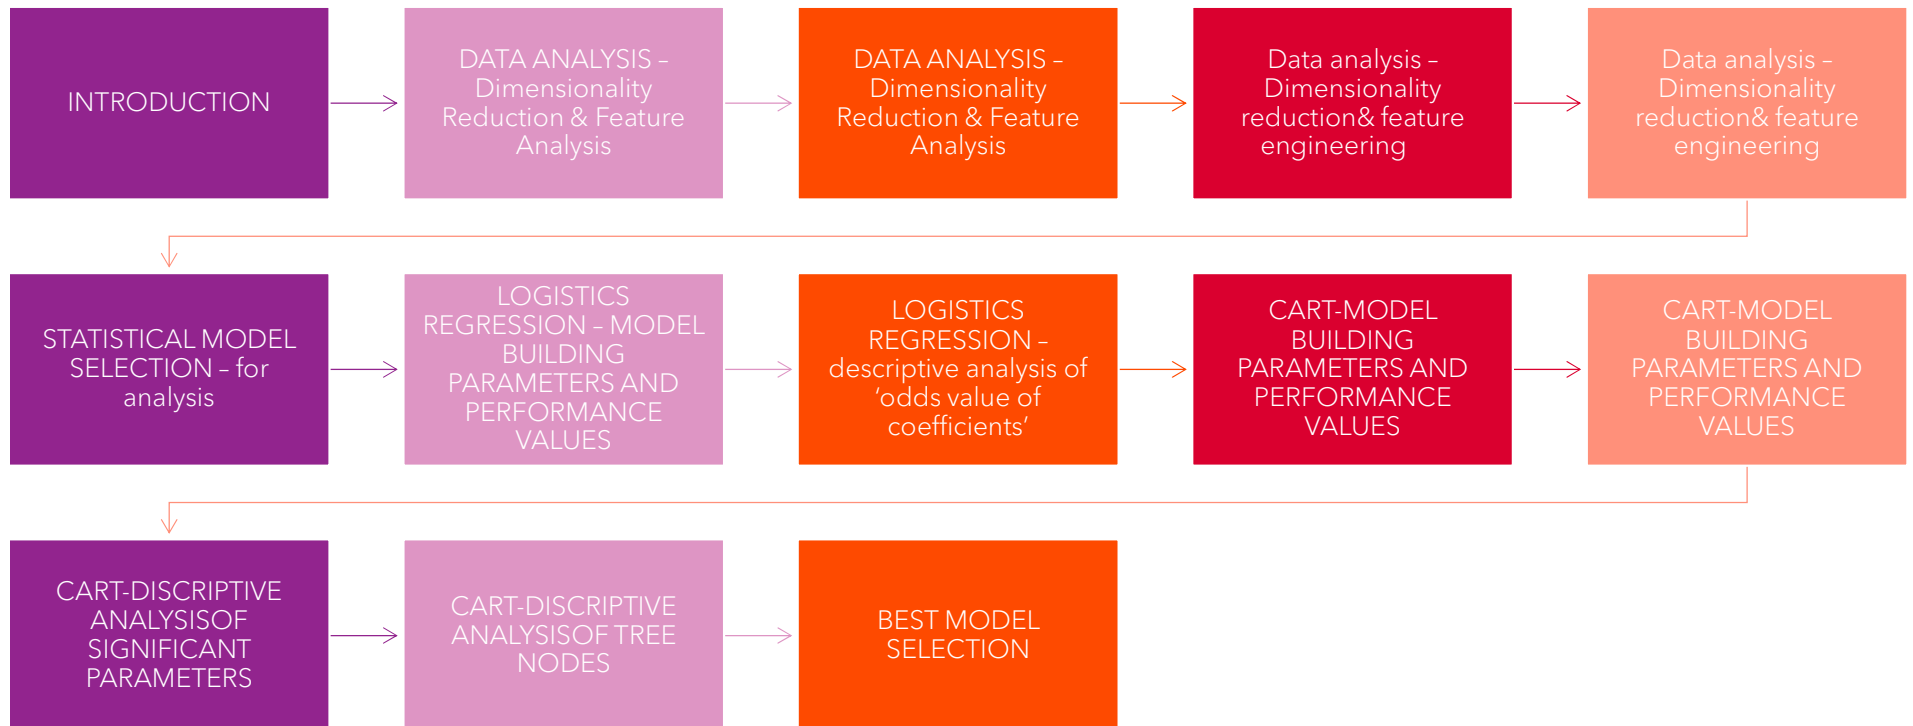 INTRODUCTION
DATA ANALYSIS –
Dimensionality
Reduction & Feature
Analysis
DATA ANALYSIS –
Dimensionality
Reduction & Feature
Analysis
Data analysis –
Dimensionality
reduction& feature
engineering
Data analysis –
Dimensionality
reduction& feature
engineering
STATISTICAL MODEL
SELECTION – for
analysis
LOGISTICS
REGRESSION – MODEL
BUILDING
PARAMETERS AND
PERFORMANCE
VALUES
LOGISTICS
REGRESSION –
descriptive analysis of
‘odds value of
coefficients’
CART-MODEL
BUILDING
PARAMETERS AND
PERFORMANCE
VALUES
CART-MODEL
BUILDING
PARAMETERS AND
PERFORMANCE
VALUES
CART-DISCRIPTIVE
ANALYSISOF
SIGNIFICANT
PARAMETERS
CART-DISCRIPTIVE
ANALYSISOF TREE
NODES
BEST MODEL
SELECTION